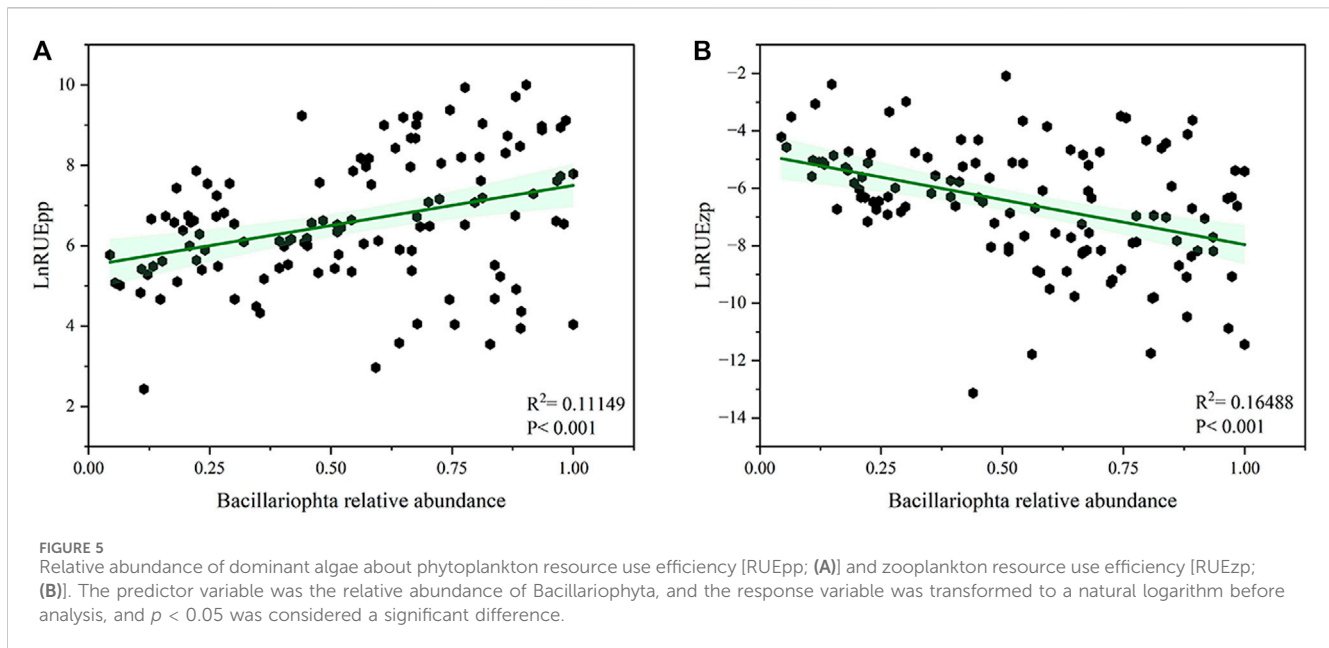 A
LnRUEpp
10
8
6
4
2
0.00 0.25 0.50 0.75 1.00
Bacillariophta relative abundance
R²= 0.11149
P< 0.001
B
LnRUEzp
−2
−4
−6
−8
−10
−12
−14
0.00 0.25 0.50 0.75 1.00
Bacillariophta relative abundance
R²= 0.16488
P< 0.001
FIGURE 5
Relative abundance of dominant algae about phytoplankton resource use efficiency [RUEpp; (A)] and zooplankton resource use efficiency [RUEzp;
(B)]. The predictor variable was the relative abundance of Bacillariophyta, and the response variable was transformed to a natural logarithm before
analysis, and p < 0.05 was considered a significant difference.